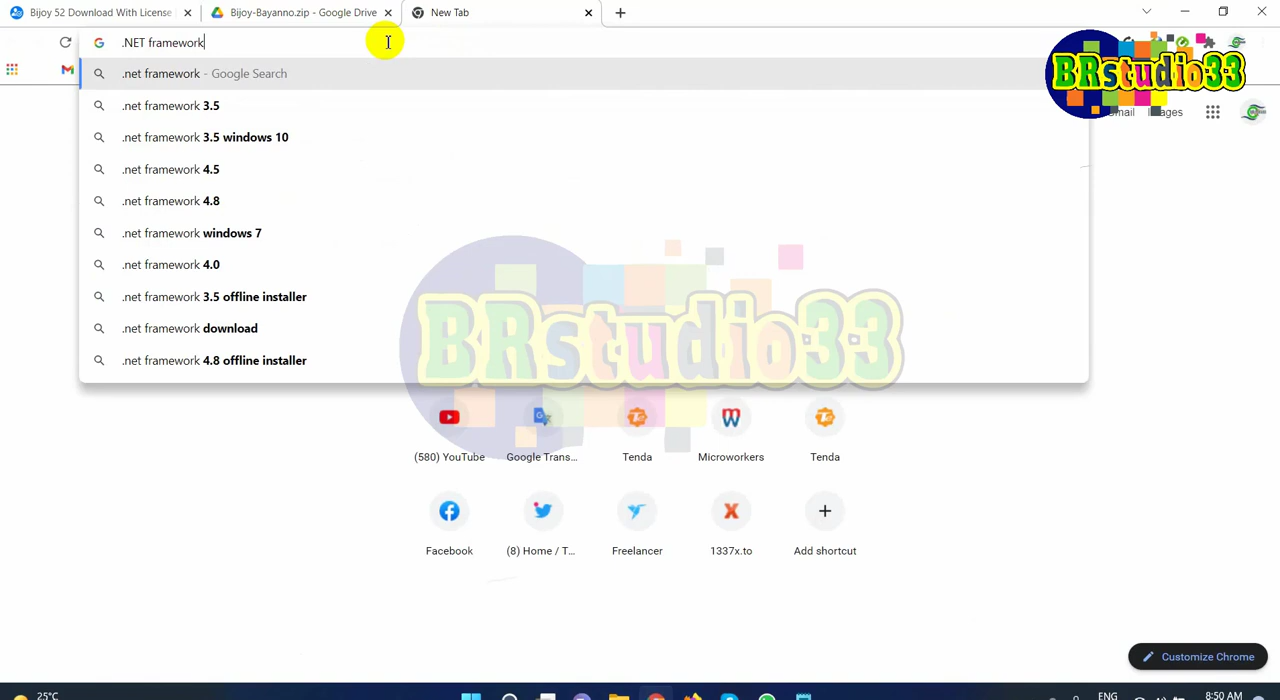 Bijoy 52 Download With License
Bijoy-Bayanno.zip - Google Drive
New Tab
.NET framework
.net framework - Google Search
.net framework 3.5
.net framework 3.5 windows 10
.net framework 4.5
.net framework 4.8
.net framework windows 7
.net framework 4.0
.net framework 3.5 offline installer
.net framework download
.net framework 4.8 offline installer
BRstudio33
Images
BRstudio33
(580) YouTube
Google Trans...
Tenda
Microworkers
Tenda
Facebook
(8) Home / T...
Freelancer
1337x.to
Add shortcut
Customize Chrome
25°C
ENG
8:50 AM